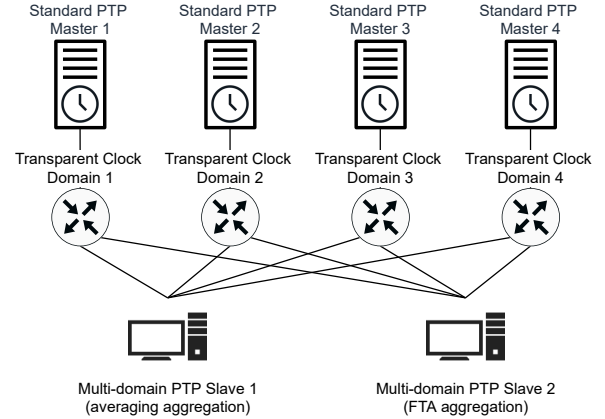 Standard PTP
Master 1
Standard PTP
Master 2
Standard PTP
Master 3
Standard PTP
Master 4
Transparent Clock
Domain 1
Transparent Clock
Domain 2
Transparent Clock
Domain 3
Transparent Clock
Domain 4
Multi-domain PTP Slave 1
(averaging aggregation)
Multi-domain PTP Slave 2
(FTA aggregation)